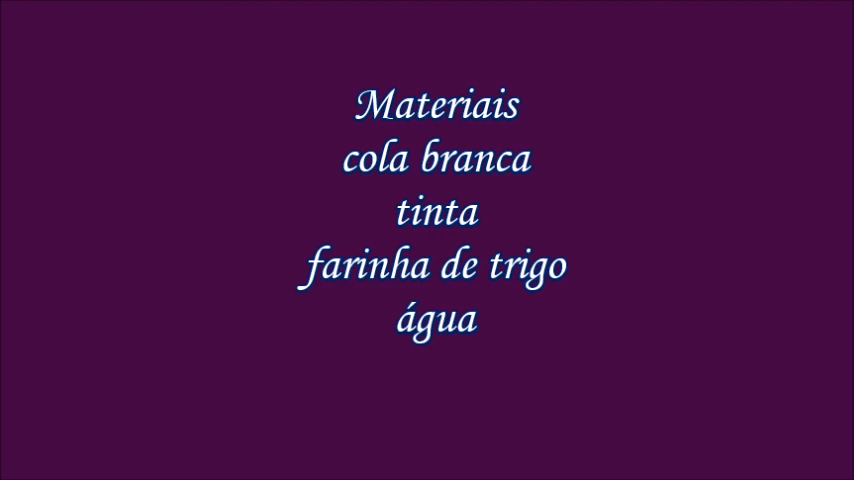 Materiais
cola branca
tinta
farinha de trigo
água